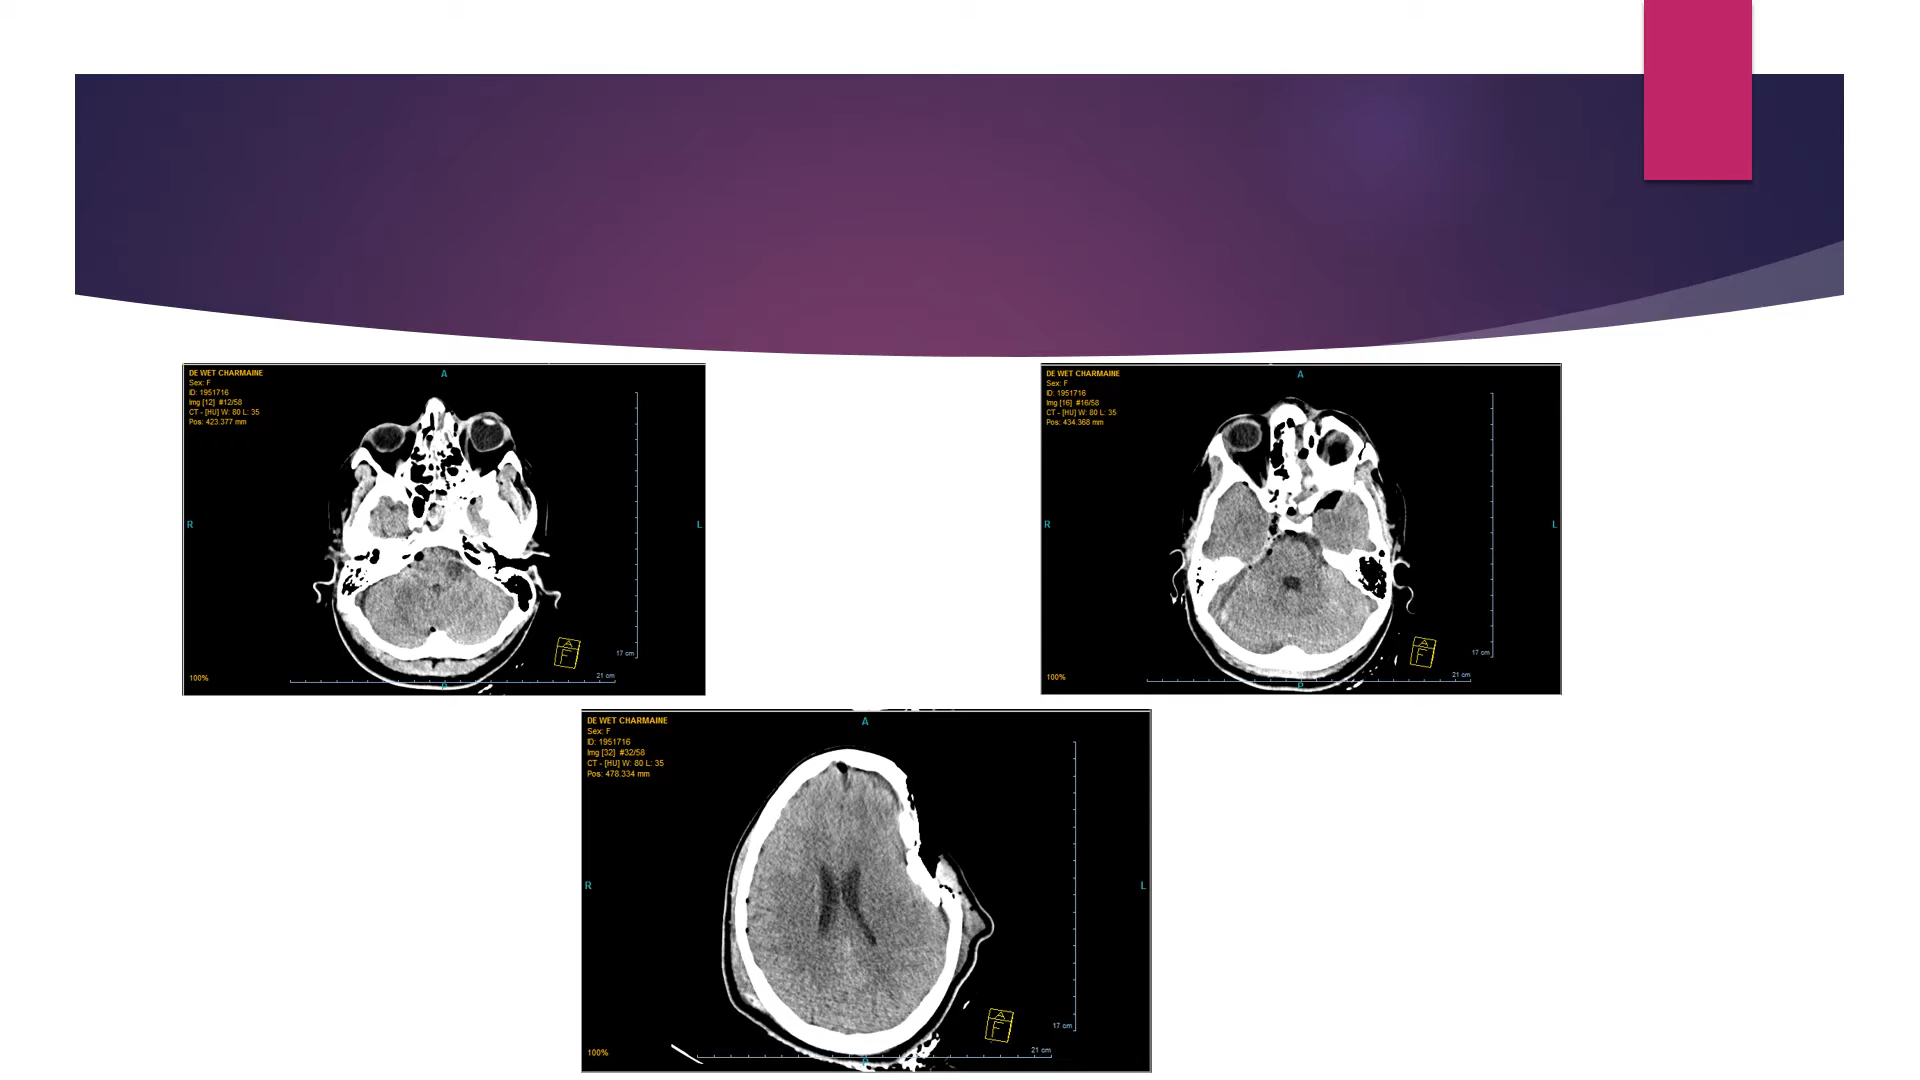 DE WET CHARMAINE
Sex: F
ID: 1951716
Img [12] #12/58
CT - [HU] W: 80 L: 35
Pos: 423.377 mm
A
R
L
A
F
17 cm
21 cm
100%
P
DE WET CHARMAINE
Sex: F
ID: 1951716
Img [16] #16/58
CT - [HU] W: 80 L: 35
Pos: 434.368 mm
A
R
L
A
F
17 cm
21 cm
100%
P
DE WET CHARMAINE
Sex: F
ID: 1951716
Img [32] #32/58
CT - [HU] W: 80 L: 35
Pos: 478.334 mm
A
R
L
A
F
17 cm
21 cm
100%
P